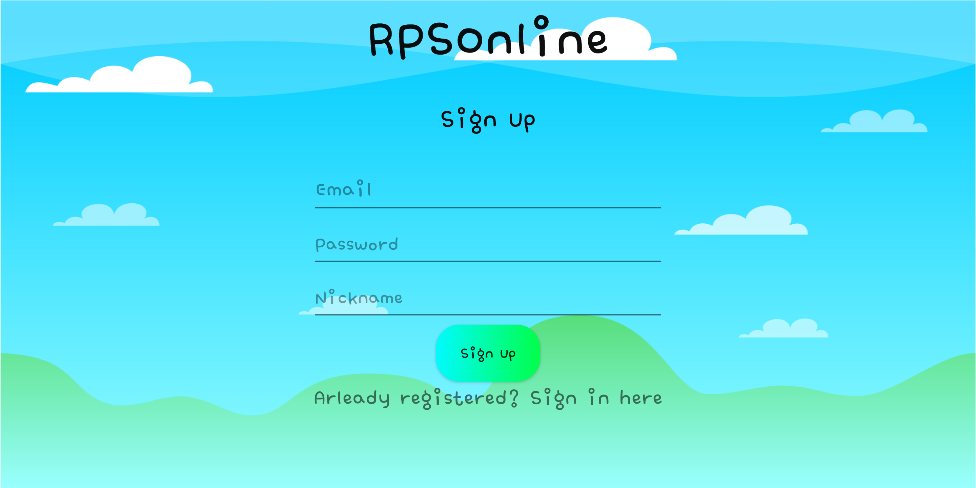 RPSonline
Sign Up
Email
Password
Nickname
Sign Up
Arleady registered? Sign in here